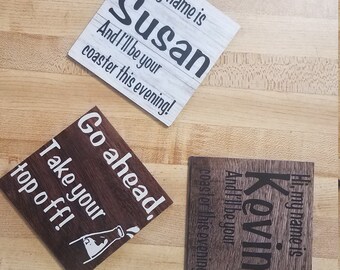 my name is
Susan
And I'll be your
coaster this evening!
Go ahead,
Take your
top off!
Hi, my name is
Kevin
And I'll be your
coaster this evening